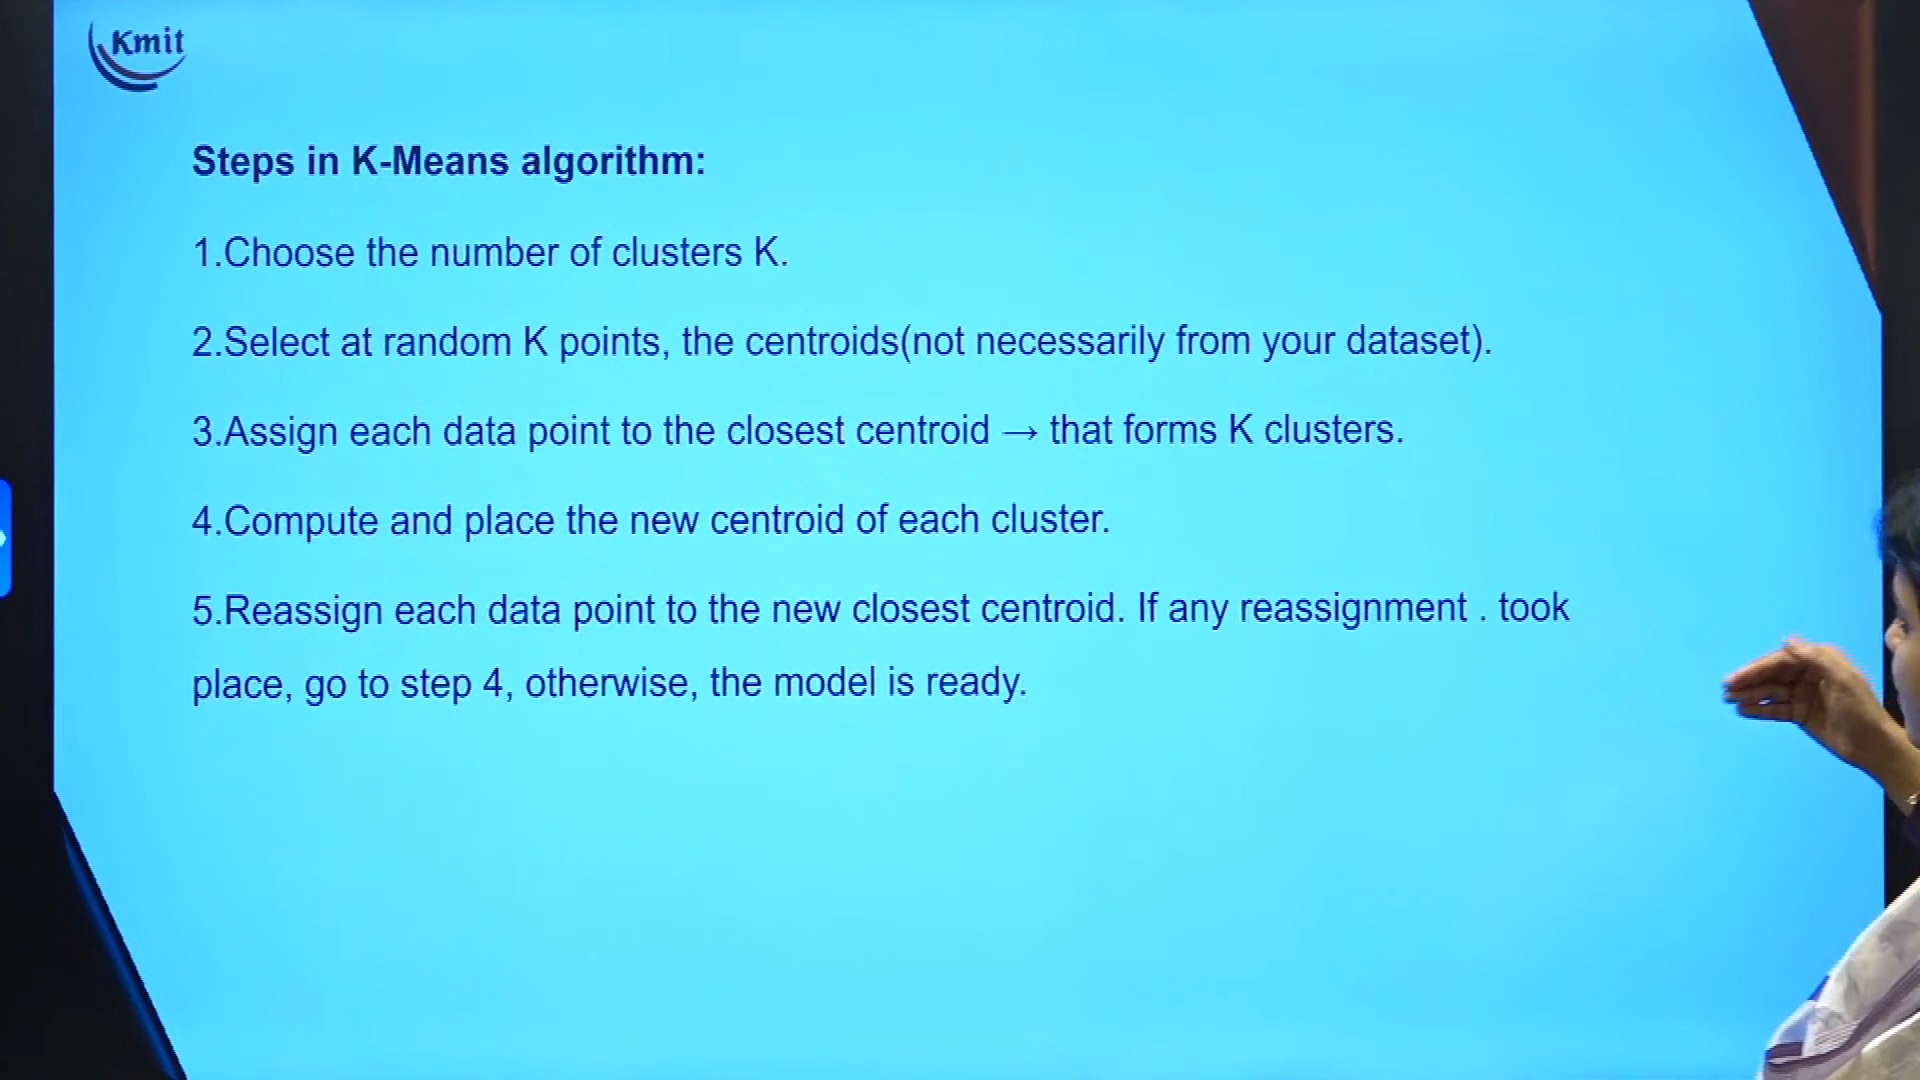 Kmit
Steps in K-Means algorithm:
1.Choose the number of clusters K.
2.Select at random K points, the centroids(not necessarily from your dataset).
3.Assign each data point to the closest centroid → that forms K clusters.
4.Compute and place the new centroid of each cluster.
5.Reassign each data point to the new closest centroid. If any reassignment . took
place, go to step 4, otherwise, the model is ready.